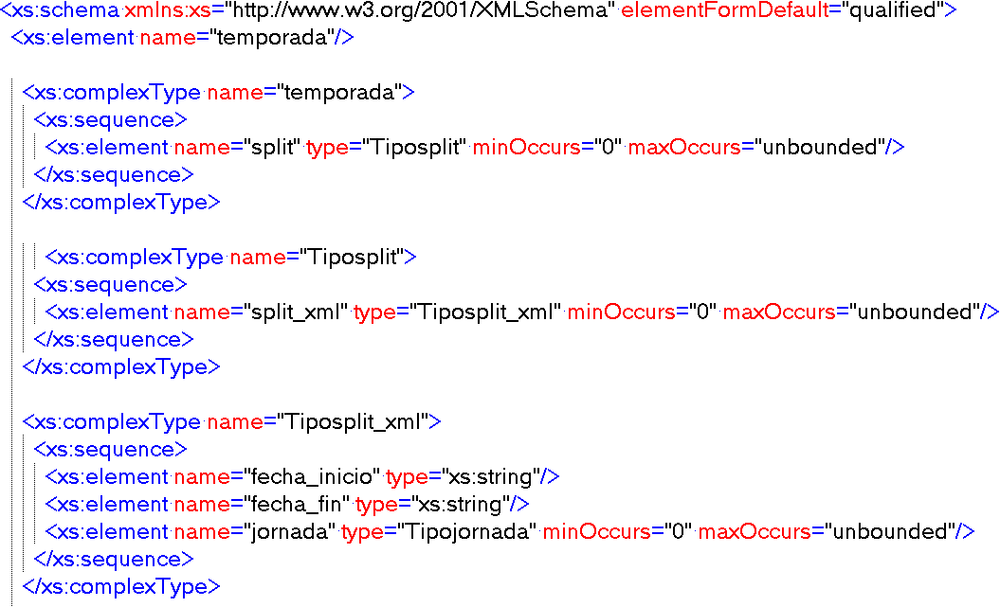 <xs:schema xmlns:xs="http://www.w3.org/2001/XMLSchema" elementFormDefault="qualified">
<xs:element name="temporada"/>
<xs:complexType name="temporada">
<xs:sequence>
<xs:element name="split" type="Tiposplit" minOccurs="0" maxOccurs="unbounded"/>
</xs:sequence>
</xs:complexType>
<xs:complexType name="Tiposplit">
<xs:sequence>
<xs:element name="split_xml" type="Tiposplit_xml" minOccurs="0" maxOccurs="unbounded"/>
</xs:sequence>
</xs:complexType>
<xs:complexType name="Tiposplit_xml">
<xs:sequence>
<xs:element name="fecha_inicio" type="xs:string"/>
<xs:element name="fecha_fin" type="xs:string"/>
<xs:element name="jornada" type="Tipojornada" minOccurs="0" maxOccurs="unbounded"/>
</xs:sequence>
</xs:complexType>